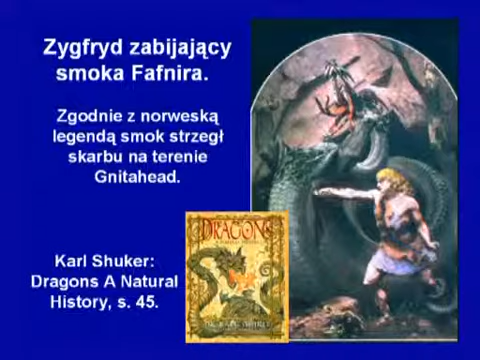 Zygfryd zabijający
smoka Fafnira.
Zgodnie z norweską
legendą smok strzegł
skarbu na terenie
Gnitahead.
Karl Shuker:
Dragons A Natural
History, s. 45.
DRAGONS